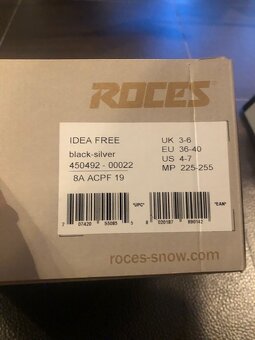 ROCES
IDEA FREE
black-silver
450492 - 00022
8A ACPF 19
UK 3-6
EU 36-40
US 4-7
MP 225-255
*UPC*
*EAN*
roces-snow.com